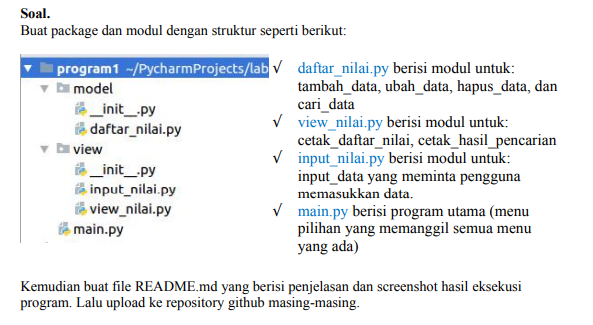 Soal.
Buat package dan modul dengan struktur seperti berikut:
program1 ~/PycharmProjects/lab
model
__init__.py
daftar_nilai.py
view
__init__.py
input_nilai.py
view_nilai.py
main.py
√ daftar_nilai.py berisi modul untuk:
tambah_data, ubah_data, hapus_data, dan
cari_data
√ view_nilai.py berisi modul untuk:
cetak_daftar_nilai, cetak_hasil_pencarian
√ input_nilai.py berisi modul untuk:
input_data yang meminta pengguna
memasukkan data.
√ main.py berisi program utama (menu
pilihan yang memanggil semua menu
yang ada)
Kemudian buat file README.md yang berisi penjelasan dan screenshot hasil eksekusi
program. Lalu upload ke repository github masing-masing.